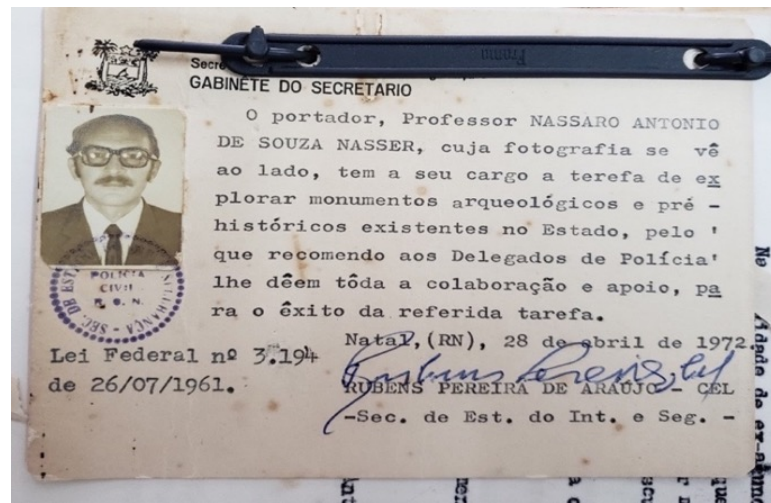 Frente
GABINETE DO SECRETARIO
O portador, Professor NASSARO ANTONIO
DE SOUZA NASSER, cuja fotografia se vê
ao lado, tem a seu cargo a terefa de ex
plorar monumentos arqueológicos e pré -
históricos existentes no Estado, pelo '
que recomendo aos Delegados de Polícia'
lhe dêem tôda a colaboração e apoio, pa
ra o êxito da referida tarefa.
Natal, (RN), 28 de abril de 1972.
Lei Federal nº 3.194
de 26/07/1961.
RUBENS PEREIRA DE ARAÚJO - CEL
-Sec. de Est. do Int. e Seg. -
POLICIA
CIVIL
R. G. N.
SEC. DE